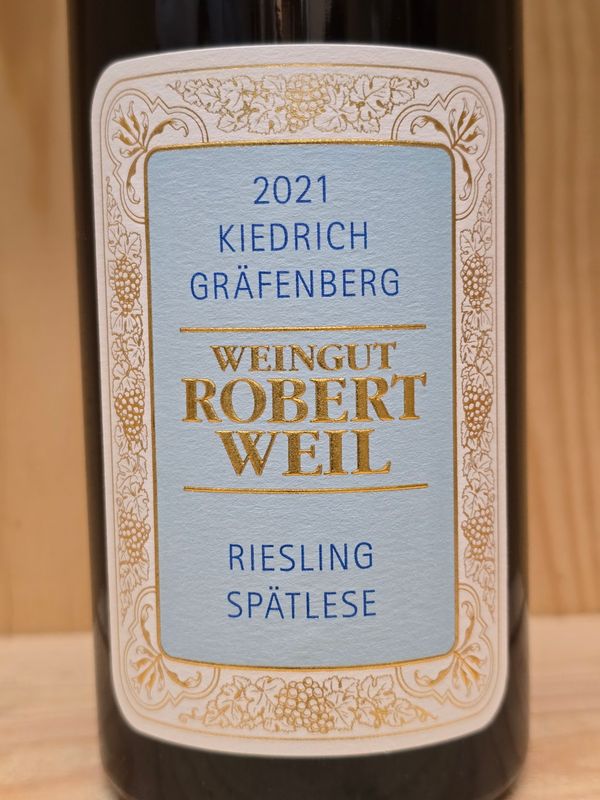 2021
KIEDRICH
GRÄFENBERG
WEINGUT
ROBERT
WEIL
RIESLING
SPÄTLESE